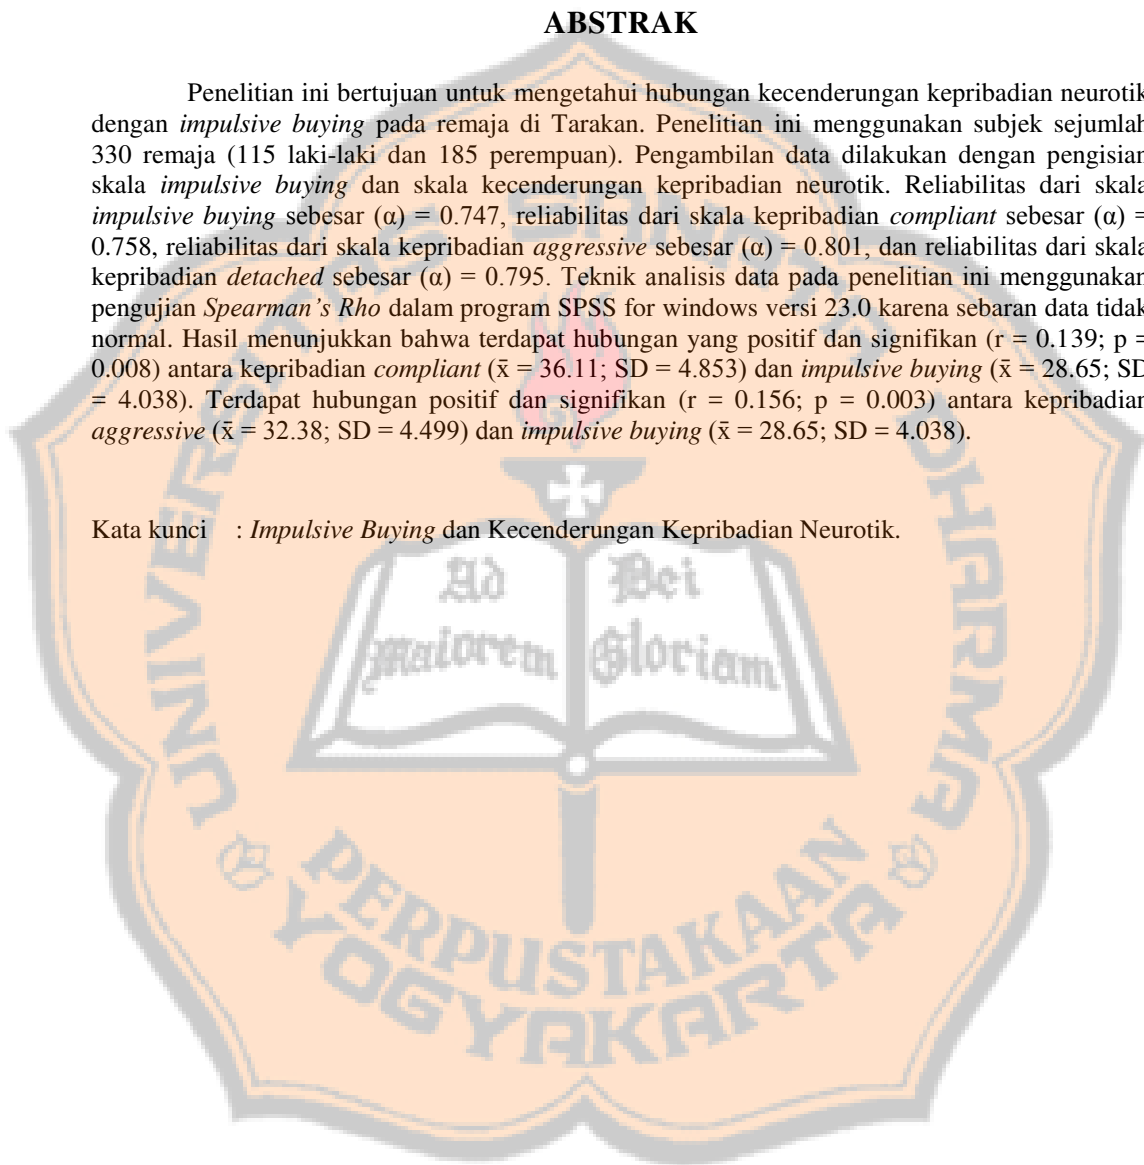 ABSTRAK
Penelitian ini bertujuan untuk mengetahui hubungan kecenderungan kepribadian neurotik
dengan impulsive buying pada remaja di Tarakan. Penelitian ini menggunakan subjek sejumlah
330 remaja (115 laki-laki dan 185 perempuan). Pengambilan data dilakukan dengan pengisian
skala impulsive buying dan skala kecenderungan kepribadian neurotik. Reliabilitas dari skala
impulsive buying sebesar (α) = 0.747, reliabilitas dari skala kepribadian compliant sebesar (α) =
0.758, reliabilitas dari skala kepribadian aggressive sebesar (α) = 0.801, dan reliabilitas dari skala
kepribadian detached sebesar (α) = 0.795. Teknik analisis data pada penelitian ini menggunakan
pengujian Spearman's Rho dalam program SPSS for windows versi 23.0 karena sebaran data tidak
normal. Hasil menunjukkan bahwa terdapat hubungan yang positif dan signifikan (r = 0.139; p =
0.008) antara kepribadian compliant (x̄ = 36.11; SD = 4.853) dan impulsive buying (x̄ = 28.65; SD
= 4.038). Terdapat hubungan positif dan signifikan (r = 0.156; p = 0.003) antara kepribadian
aggressive (x̄ = 32.38; SD = 4.499) dan impulsive buying (x̄ = 28.65; SD = 4.038).
Kata kunci : Impulsive Buying dan Kecenderungan Kepribadian Neurotik.
UNIVERSITAS SANATA DHARMA
Ad Dei
Maiorem Gloriam
PERPUSTAKAAN
YOGYAKARTA